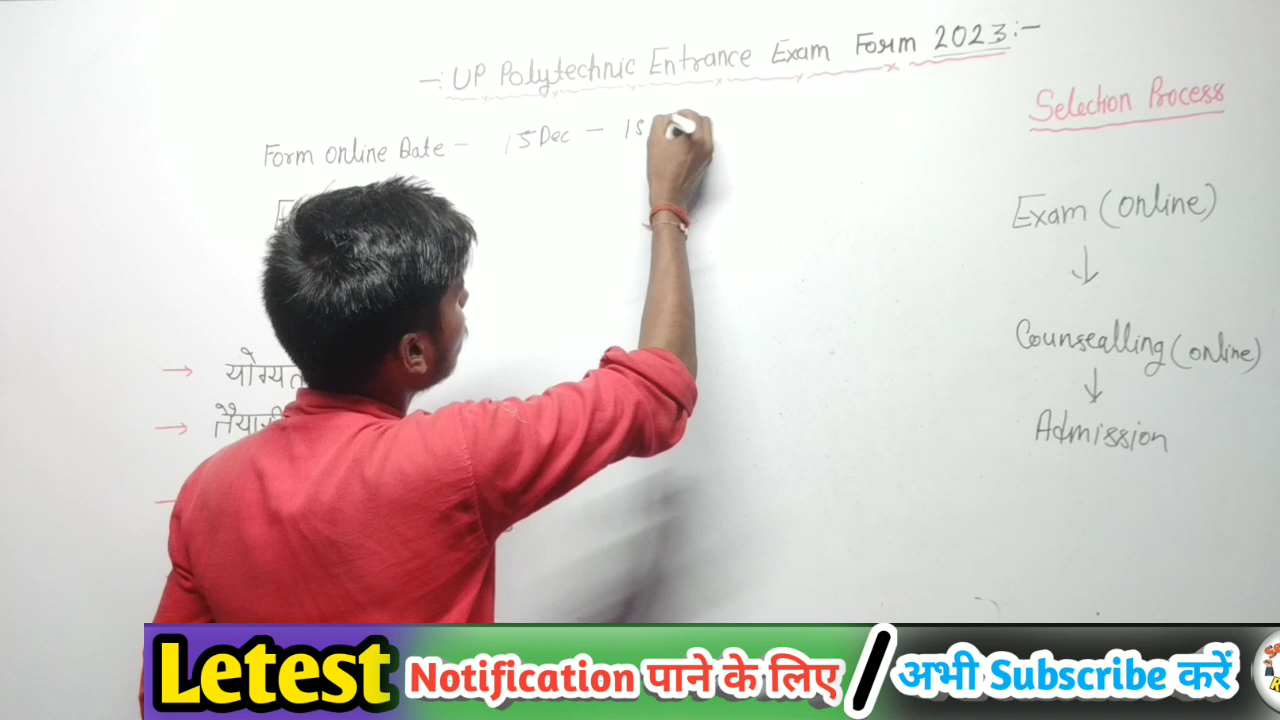 -: UP Polytechnic Entrance Exam Form 2023:-
Selection Process
Form Online Date - 15 Dec - 15
Exam (Online)
↓
Counsealling (online)
↓
Admission
→
→
Letest Notification पाने के लिए / अभी Subscribe करें